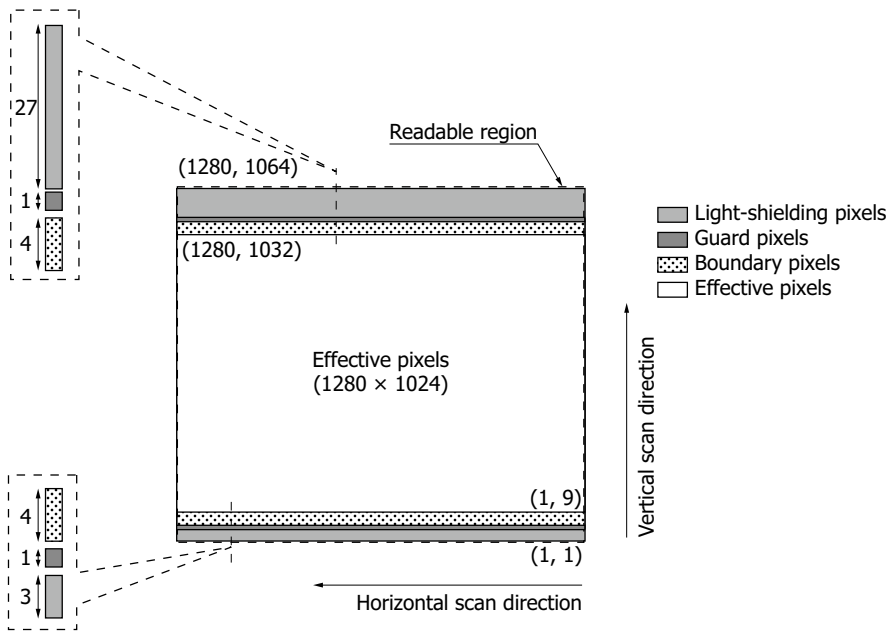 27
1
4
Readable region
(1280, 1064)
(1280, 1032)
Light-shielding pixels
Guard pixels
Boundary pixels
Effective pixels
Effective pixels
(1280 × 1024)
Vertical scan direction
(1, 9)
(1, 1)
4
1
3
Horizontal scan direction